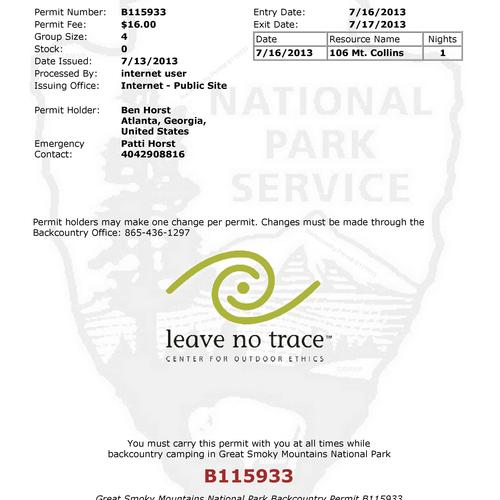 Permit Number: B115933 Entry Date: 7/16/2013
Permit Fee: $16.00 Exit Date: 7/17/2013
Group Size: 4
Stock: 0 Date Resource Name Nights
Date Issued: 7/13/2013 7/16/2013 106 Mt. Collins 1
Processed By: internet user
Issuing Office: Internet - Public Site
NATIONAL
PARK
SERVICE
Permit Holder: Ben Horst
Atlanta, Georgia,
United States
Emergency Patti Horst
Contact: 4042908816
Permit holders may make one change per permit. Changes must be made through the
Backcountry Office: 865-436-1297
leave no trace™
CENTER FOR OUTDOOR ETHICS
You must carry this permit with you at all times while
backcountry camping in Great Smoky Mountains National Park
B115933
Great Smoky Mountains National Park Backcountry Permit B115933